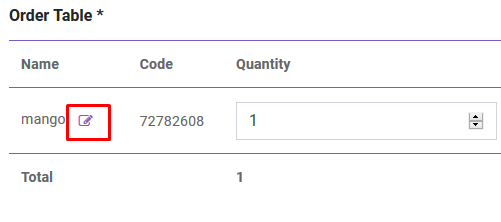 Order Table *
Name Code Quantity
mango 72782608 1
Total 1